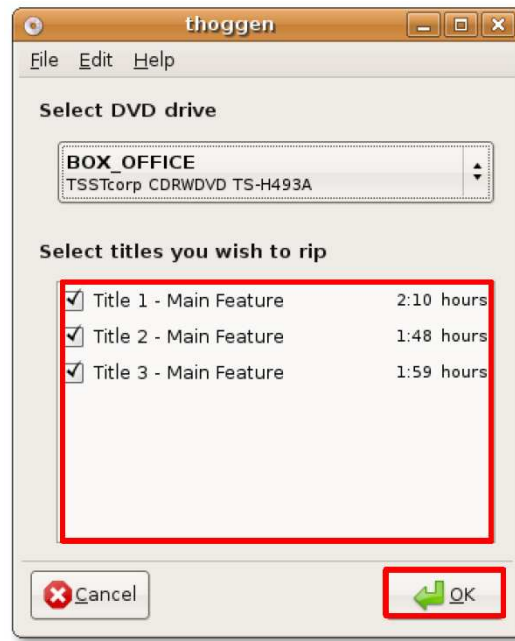 thoggen
File Edit Help
Select DVD drive
BOX_OFFICE
TSSTcorp CDRWDVD TS-H493A
Select titles you wish to rip
Title 1 - Main Feature 2:10 hours
Title 2 - Main Feature 1:48 hours
Title 3 - Main Feature 1:59 hours
Cancel OK